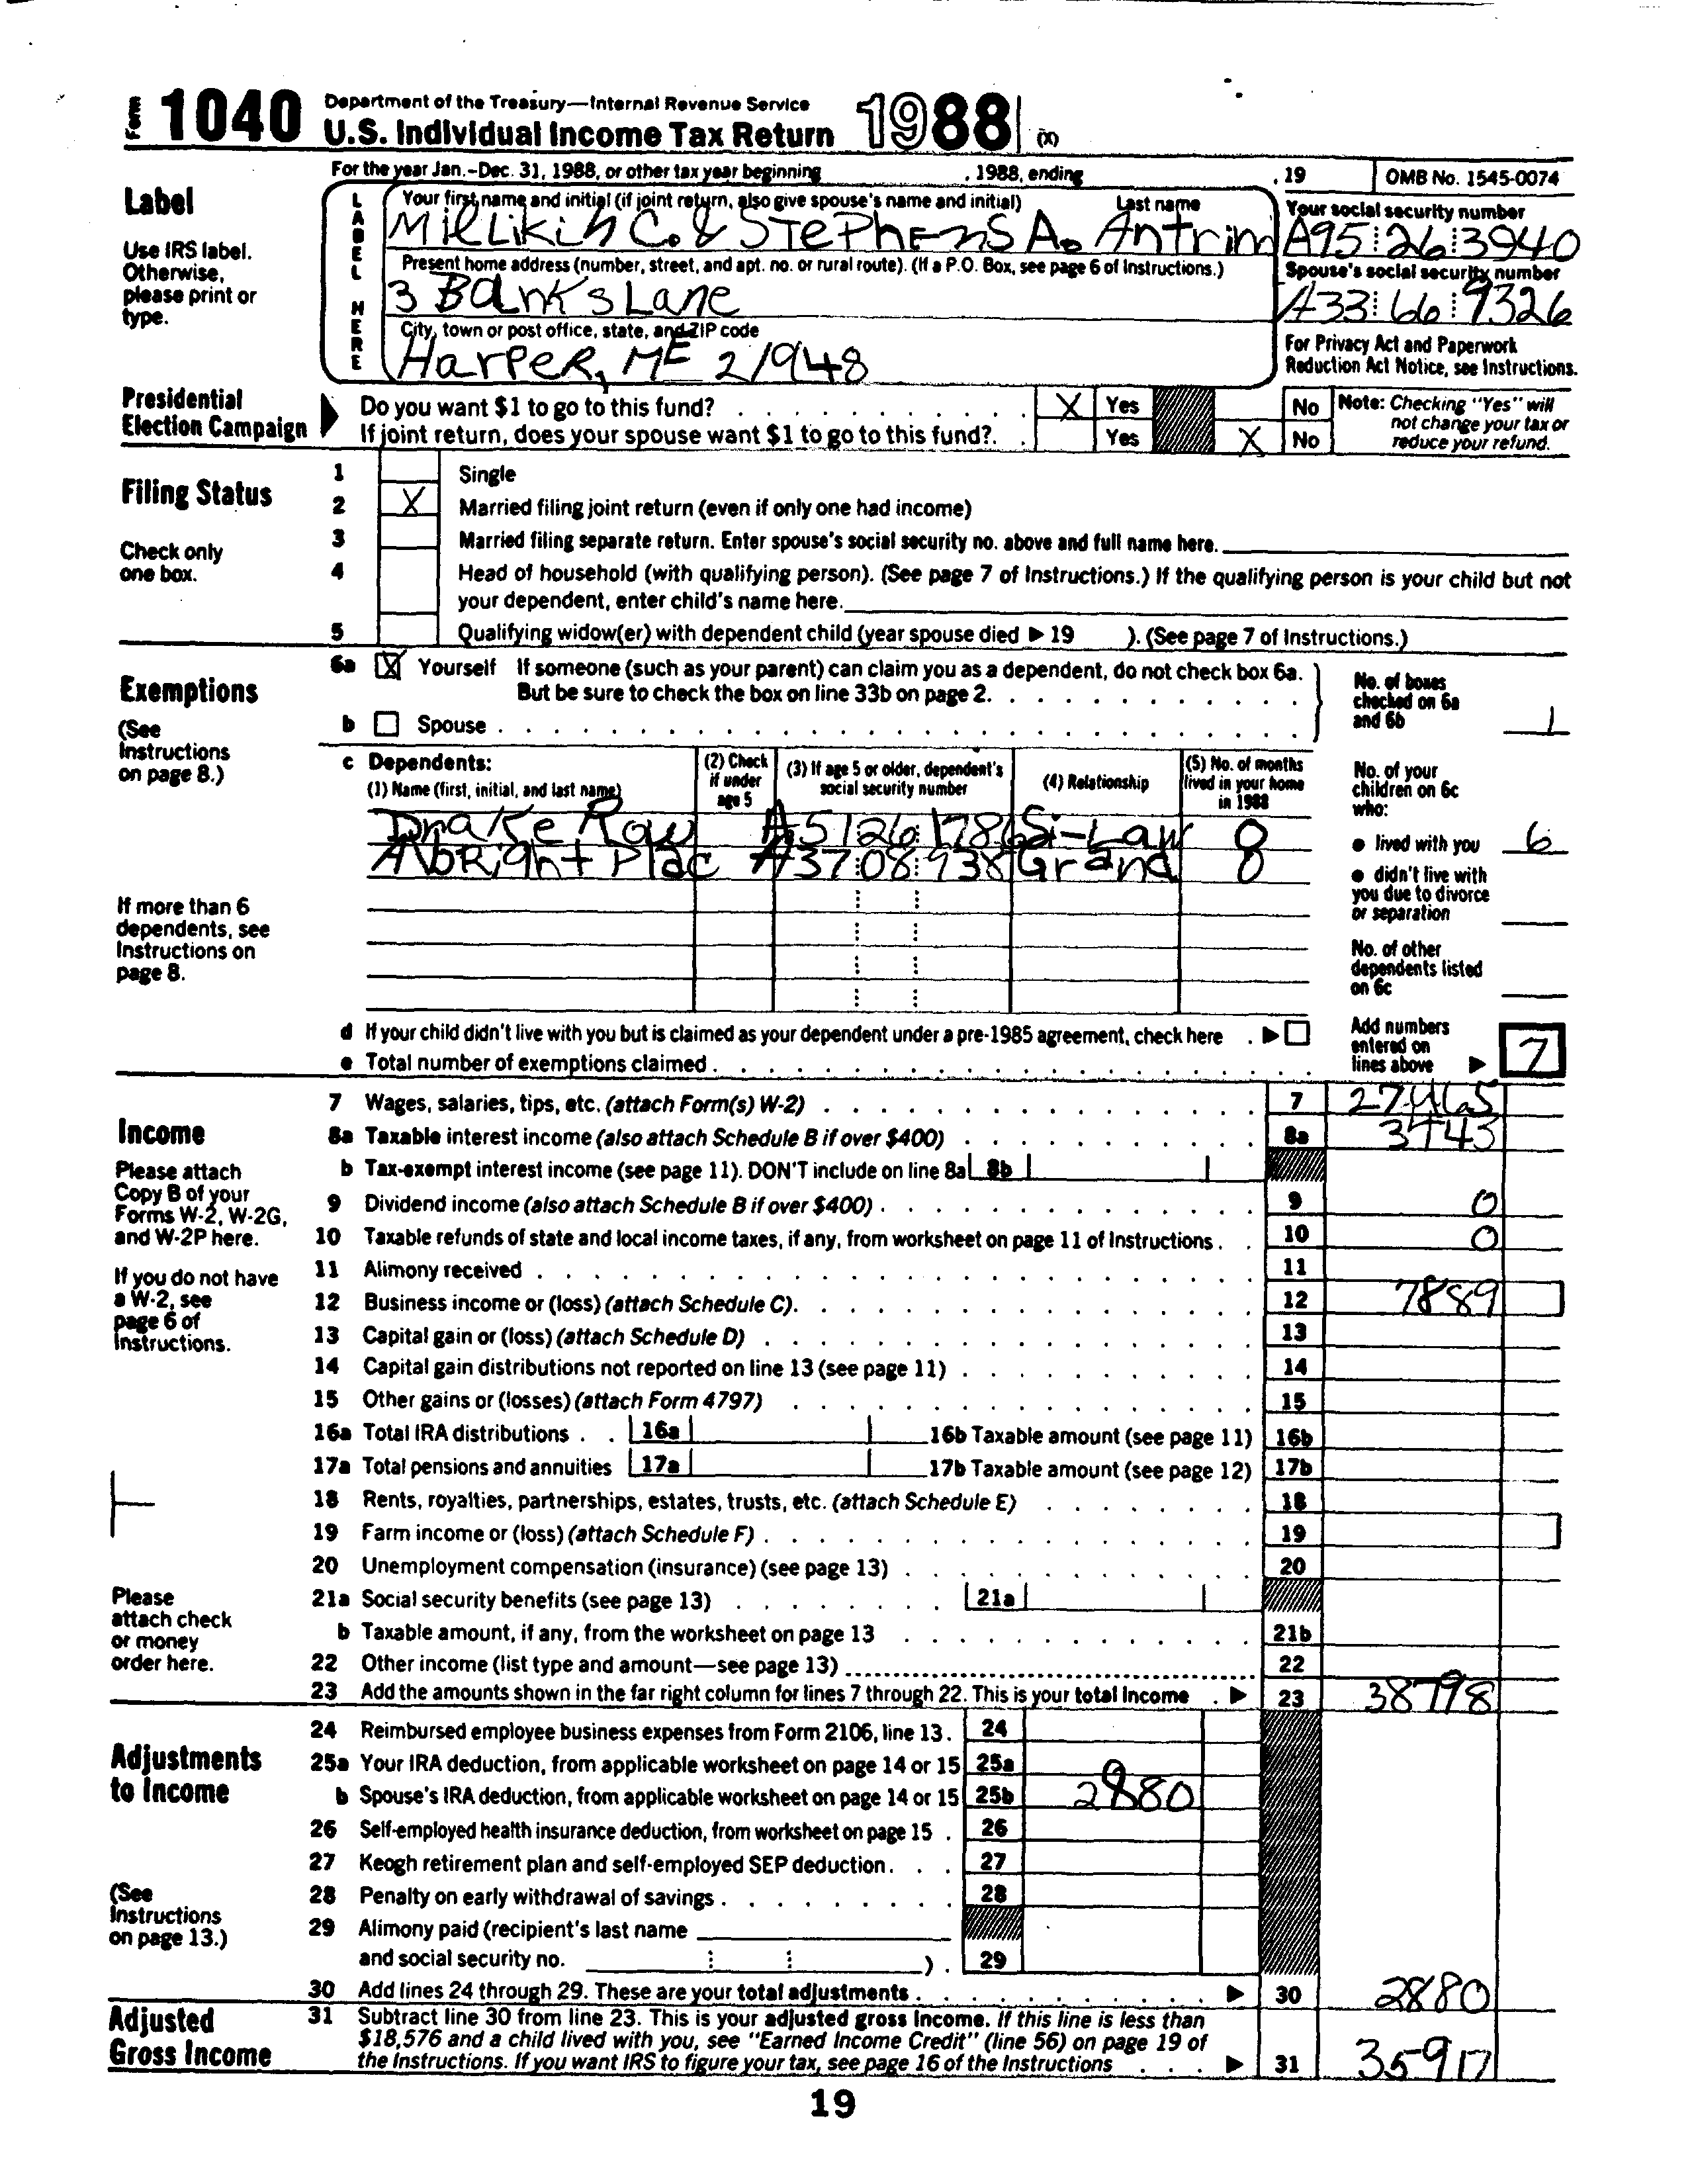 Form 1040 Department of the Treasury—Internal Revenue Service
U.S. Individual Income Tax Return 1988 (X)
For the year Jan.-Dec. 31, 1988, or other tax year beginning , 1988, ending , 19 OMB No. 1545-0074
Label
Use IRS label. Otherwise, please print or type.
LABEL HERE
Your first name and initial (if joint return, also give spouse's name and initial) Last name
Millikin C. & Stephens A. Antrim
Your social security number
A95 26 3940
Present home address (number, street, and apt. no. or rural route). (If a P.O. Box, see page 6 of Instructions.)
3 Banks Lane
Spouse's social security number
A33 66 9326
City, town or post office, state, and ZIP code
Harper, ME 21948
For Privacy Act and Paperwork Reduction Act Notice, see Instructions.
Presidential Election Campaign
Do you want $1 to go to this fund? X Yes No
If joint return, does your spouse want $1 to go to this fund?. Yes X No
Note: Checking "Yes" will not change your tax or reduce your refund.
Filing Status
Check only one box.
1 Single
2 X Married filing joint return (even if only one had income)
3 Married filing separate return. Enter spouse's social security no. above and full name here.
4 Head of household (with qualifying person). (See page 7 of Instructions.) If the qualifying person is your child but not
your dependent, enter child's name here.
5 Qualifying widow(er) with dependent child (year spouse died ▶ 19 ). (See page 7 of Instructions.)
Exemptions
(See Instructions on page 8.)
6a X Yourself If someone (such as your parent) can claim you as a dependent, do not check box 6a.
But be sure to check the box on line 33b on page 2.
b Spouse
No. of boxes checked on 6a and 6b 1
c Dependents:
(1) Name (first, initial, and last name) (2) Check if under age 5 (3) If age 5 or older, dependent's social security number (4) Relationship (5) No. of months lived in your home in 1988
Drake Row A51 26 1786 Si-Law 8
Albright Plac A37 08 938 Grand 8
No. of your children on 6c who:
● lived with you 6
● didn't live with you due to divorce or separation
No. of other dependents listed on 6c
If more than 6 dependents, see Instructions on page 8.
d If your child didn't live with you but is claimed as your dependent under a pre-1985 agreement, check here
e Total number of exemptions claimed
Add numbers entered on lines above ▶ 7
Income
Please attach Copy B of your Forms W-2, W-2G, and W-2P here.
If you do not have a W-2, see page 6 of Instructions.
Please attach check or money order here.
7 Wages, salaries, tips, etc. (attach Form(s) W-2) 7 27465
8a Taxable interest income (also attach Schedule B if over $400) 8a 3443
b Tax-exempt interest income (see page 11). DON'T include on line 8a 8b
9 Dividend income (also attach Schedule B if over $400) 9 0
10 Taxable refunds of state and local income taxes, if any, from worksheet on page 11 of Instructions 10 0
11 Alimony received 11
12 Business income or (loss) (attach Schedule C). 12 7889
13 Capital gain or (loss) (attach Schedule D) 13
14 Capital gain distributions not reported on line 13 (see page 11) 14
15 Other gains or (losses) (attach Form 4797) 15
16a Total IRA distributions 16a 16b Taxable amount (see page 11) 16b
17a Total pensions and annuities 17a 17b Taxable amount (see page 12) 17b
18 Rents, royalties, partnerships, estates, trusts, etc. (attach Schedule E) 18
19 Farm income or (loss) (attach Schedule F) 19
20 Unemployment compensation (insurance) (see page 13) 20
21a Social security benefits (see page 13) 21a
b Taxable amount, if any, from the worksheet on page 13 21b
22 Other income (list type and amount—see page 13) 22
23 Add the amounts shown in the far right column for lines 7 through 22. This is your total income ▶ 23 38798
Adjustments to Income
(See Instructions on page 13.)
24 Reimbursed employee business expenses from Form 2106, line 13. 24
25a Your IRA deduction, from applicable worksheet on page 14 or 15 25a
b Spouse's IRA deduction, from applicable worksheet on page 14 or 15 25b 2880
26 Self-employed health insurance deduction, from worksheet on page 15 26
27 Keogh retirement plan and self-employed SEP deduction. 27
28 Penalty on early withdrawal of savings 28
29 Alimony paid (recipient's last name
and social security no. ) 29
30 Add lines 24 through 29. These are your total adjustments ▶ 30 2880
Adjusted Gross Income
31 Subtract line 30 from line 23. This is your adjusted gross income. If this line is less than
$18,576 and a child lived with you, see "Earned Income Credit" (line 56) on page 19 of
the Instructions. If you want IRS to figure your tax, see page 16 of the Instructions ▶ 31 35917
19